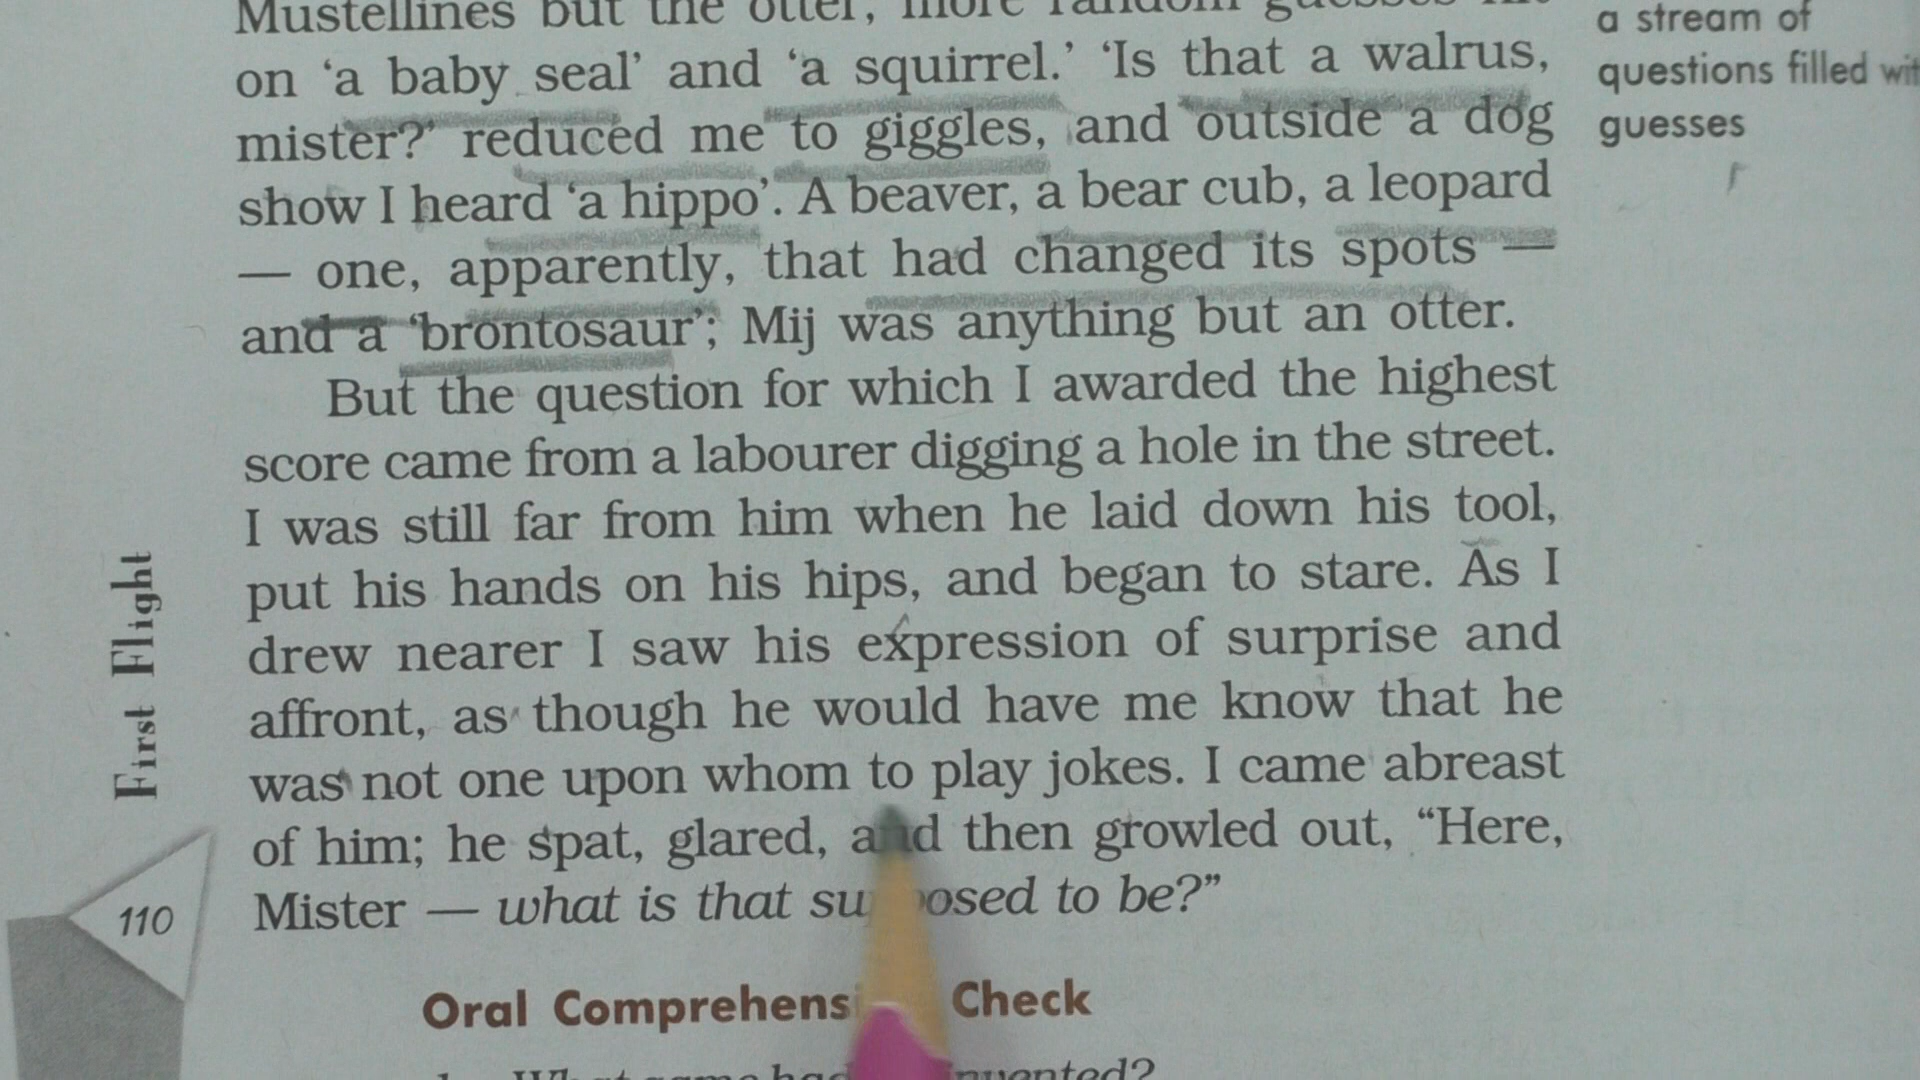 Mustellines but the otter, more random guesses hit
on ‘a baby seal’ and ‘a squirrel.’ ‘Is that a walrus,
mister?’ reduced me to giggles, and outside a dog
show I heard ‘a hippo’. A beaver, a bear cub, a leopard
— one, apparently, that had changed its spots —
and a ‘brontosaur’; Mij was anything but an otter.
But the question for which I awarded the highest
score came from a labourer digging a hole in the street.
I was still far from him when he laid down his tool,
put his hands on his hips, and began to stare. As I
drew nearer I saw his expression of surprise and
affront, as though he would have me know that he
was not one upon whom to play jokes. I came abreast
of him; he spat, glared, and then growled out, “Here,
Mister — what is that supposed to be?”
a stream of
questions filled wit
guesses
First Flight
110
Oral Comprehensi Check
1. What game had invented?